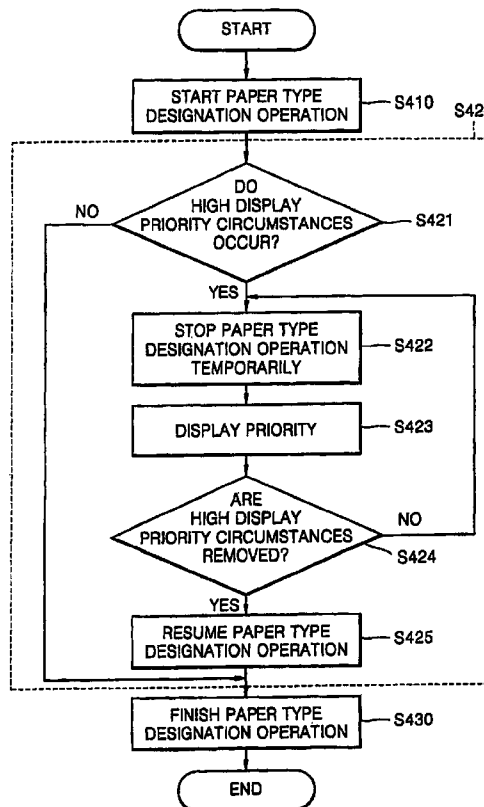 START
START PAPER TYPE
DESIGNATION OPERATION
S410
S42
DO
HIGH DISPLAY
PRIORITY CIRCUMSTANCES
OCCUR?
NO
S421
YES
STOP PAPER TYPE
DESIGNATION OPERATION
TEMPORARILY
S422
DISPLAY PRIORITY
S423
ARE
HIGH DISPLAY
PRIORITY CIRCUMSTANCES
REMOVED?
NO
S424
YES
RESUME PAPER TYPE
DESIGNATION OPERATION
S425
FINISH PAPER TYPE
DESIGNATION OPERATION
S430
END